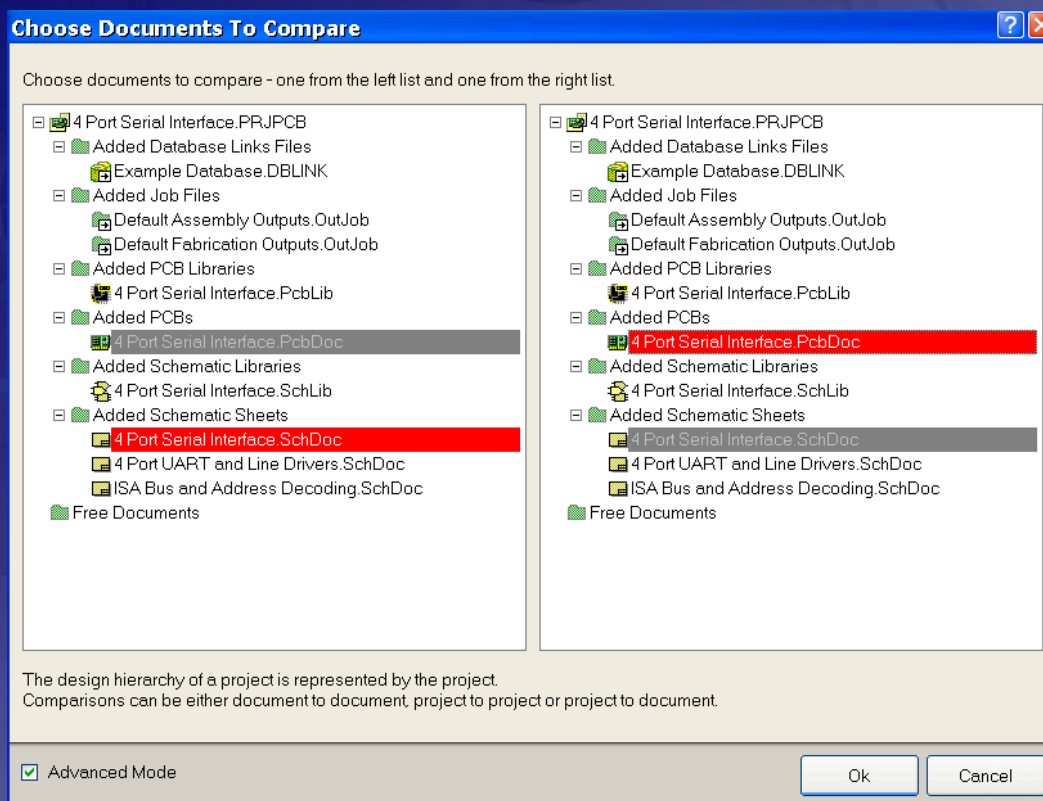 Choose Documents To Compare
Choose documents to compare - one from the left list and one from the right list.
4 Port Serial Interface.PRJPCB
Added Database Links Files
Example Database.DBLINK
Added Job Files
Default Assembly Outputs.OutJob
Default Fabrication Outputs.OutJob
Added PCB Libraries
4 Port Serial Interface.PcbLib
Added PCBs
4 Port Serial Interface.PcbDoc
Added Schematic Libraries
4 Port Serial Interface.SchLib
Added Schematic Sheets
4 Port Serial Interface.SchDoc
4 Port UART and Line Drivers.SchDoc
ISA Bus and Address Decoding.SchDoc
Free Documents
4 Port Serial Interface.PRJPCB
Added Database Links Files
Example Database.DBLINK
Added Job Files
Default Assembly Outputs.OutJob
Default Fabrication Outputs.OutJob
Added PCB Libraries
4 Port Serial Interface.PcbLib
Added PCBs
4 Port Serial Interface.PcbDoc
Added Schematic Libraries
4 Port Serial Interface.SchLib
Added Schematic Sheets
4 Port Serial Interface.SchDoc
4 Port UART and Line Drivers.SchDoc
ISA Bus and Address Decoding.SchDoc
Free Documents
The design hierarchy of a project is represented by the project.
Comparisons can be either document to document, project to project or project to document.
Advanced Mode
Ok
Cancel